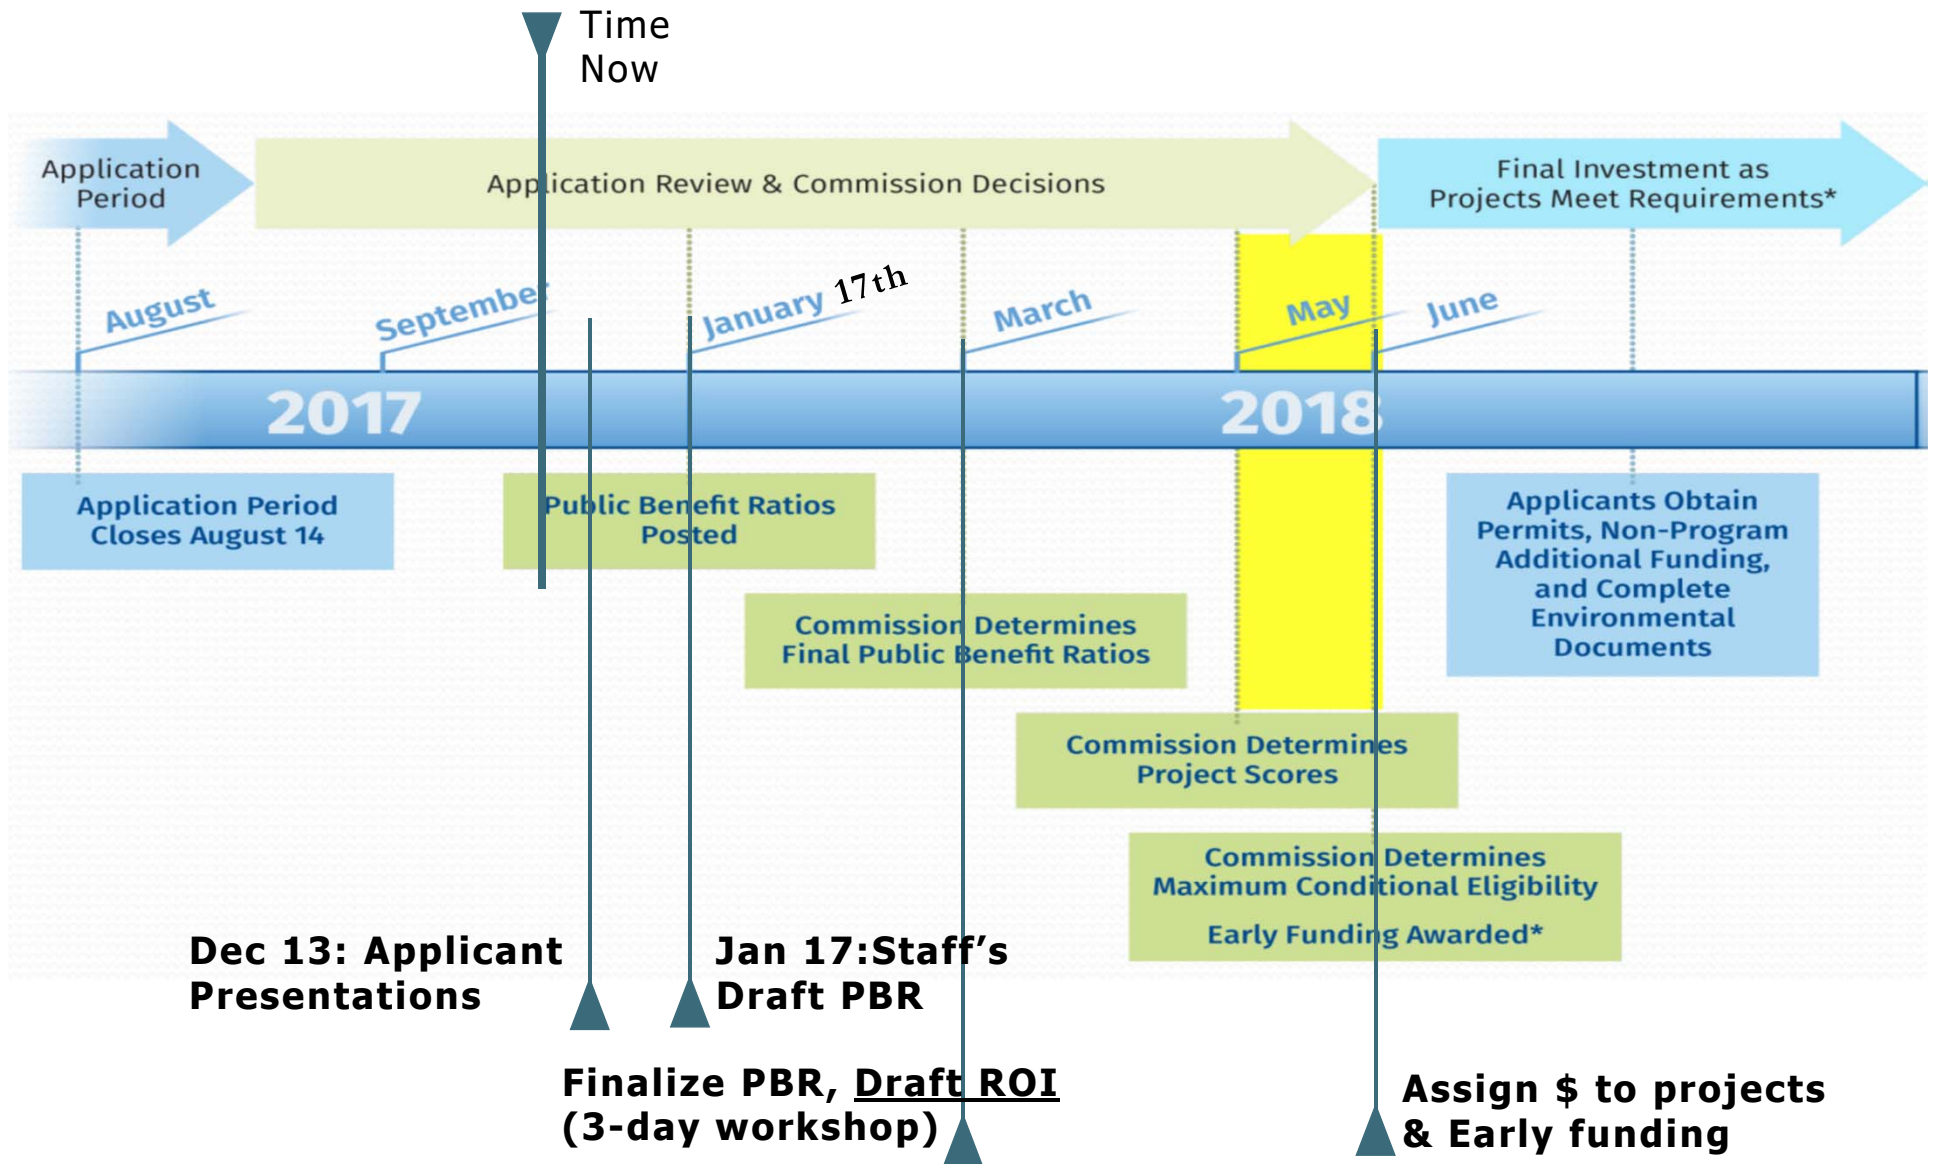 Time
Now
Application
Period
Application Review & Commission Decisions
Final Investment as
Projects Meet Requirements*
August
September
January 17th
March
May
June
2017
2018
Application Period
Closes August 14
Public Benefit Ratios
Posted
Commission Determines
Final Public Benefit Ratios
Commission Determines
Project Scores
Commission Determines
Maximum Conditional Eligibility
Early Funding Awarded*
Applicants Obtain
Permits, Non-Program
Additional Funding,
and Complete
Environmental
Documents
Dec 13: Applicant
Presentations
Jan 17:Staff’s
Draft PBR
Finalize PBR, Draft ROI
(3-day workshop)
Assign $ to projects
& Early funding